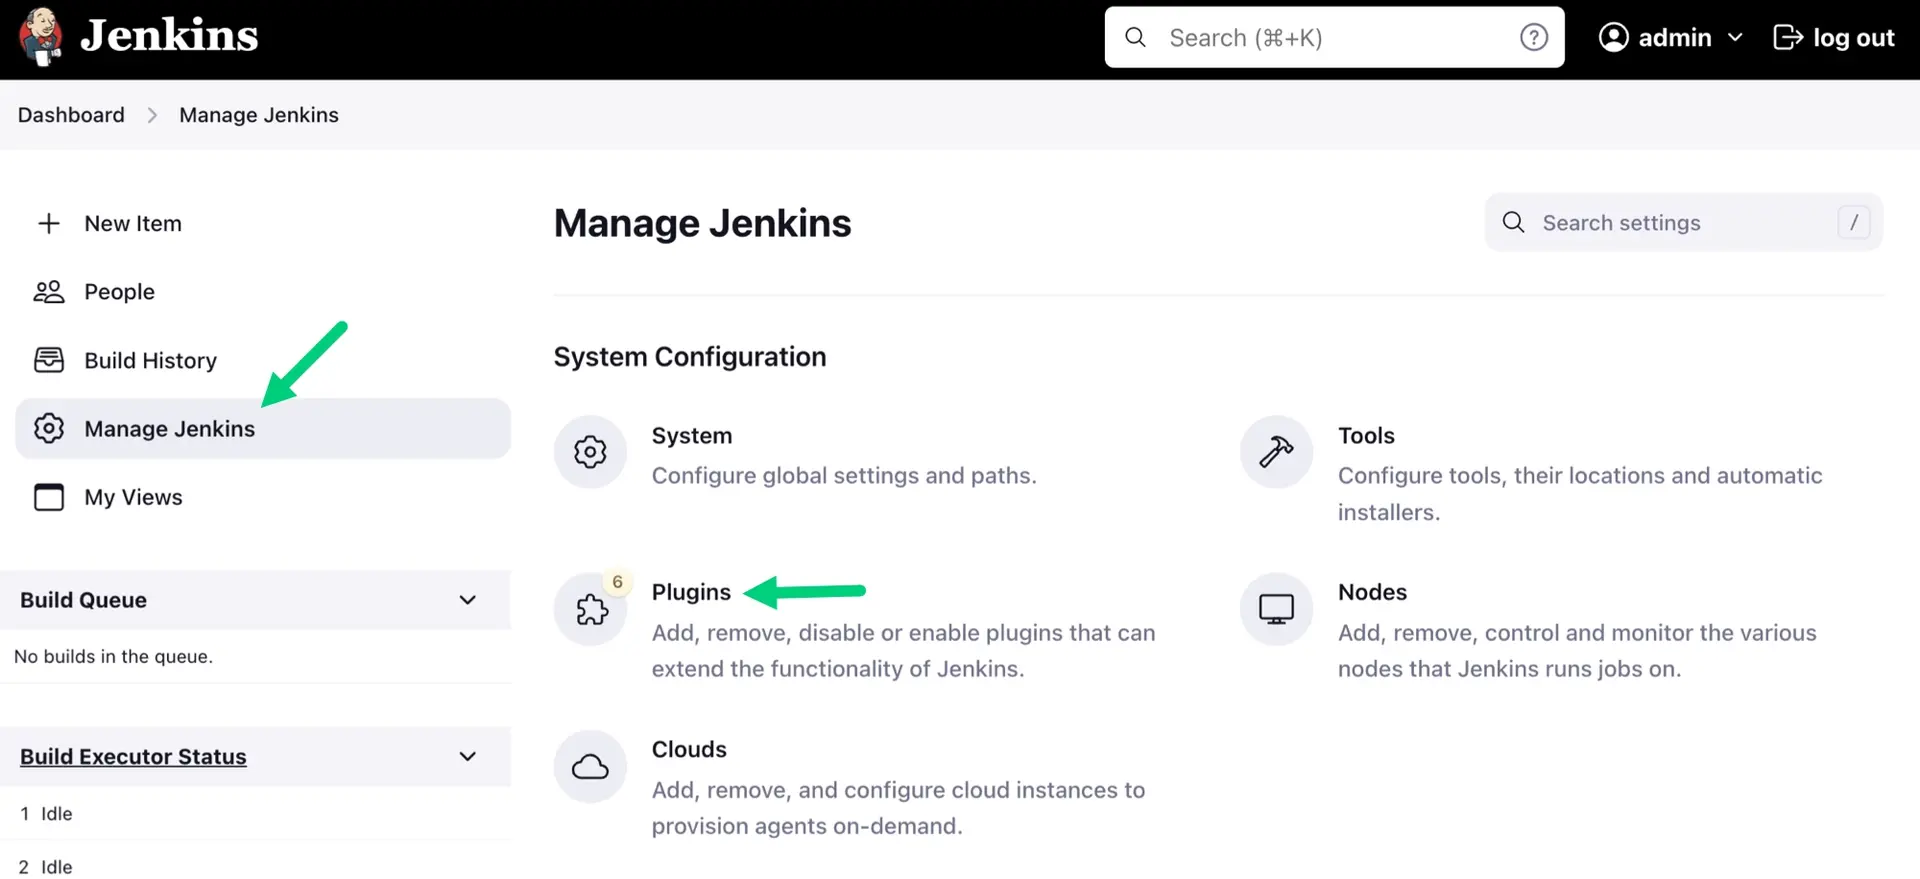 Jenkins
Search (⌘+K)
admin
log out
Dashboard
Manage Jenkins
New Item
People
Build History
Manage Jenkins
My Views
Build Queue
No builds in the queue.
Build Executor Status
1 Idle
2 Idle
Manage Jenkins
Search settings
/
System Configuration
System
Configure global settings and paths.
Tools
Configure tools, their locations and automatic
installers.
6
Plugins
Add, remove, disable or enable plugins that can
extend the functionality of Jenkins.
Nodes
Add, remove, control and monitor the various
nodes that Jenkins runs jobs on.
Clouds
Add, remove, and configure cloud instances to
provision agents on-demand.